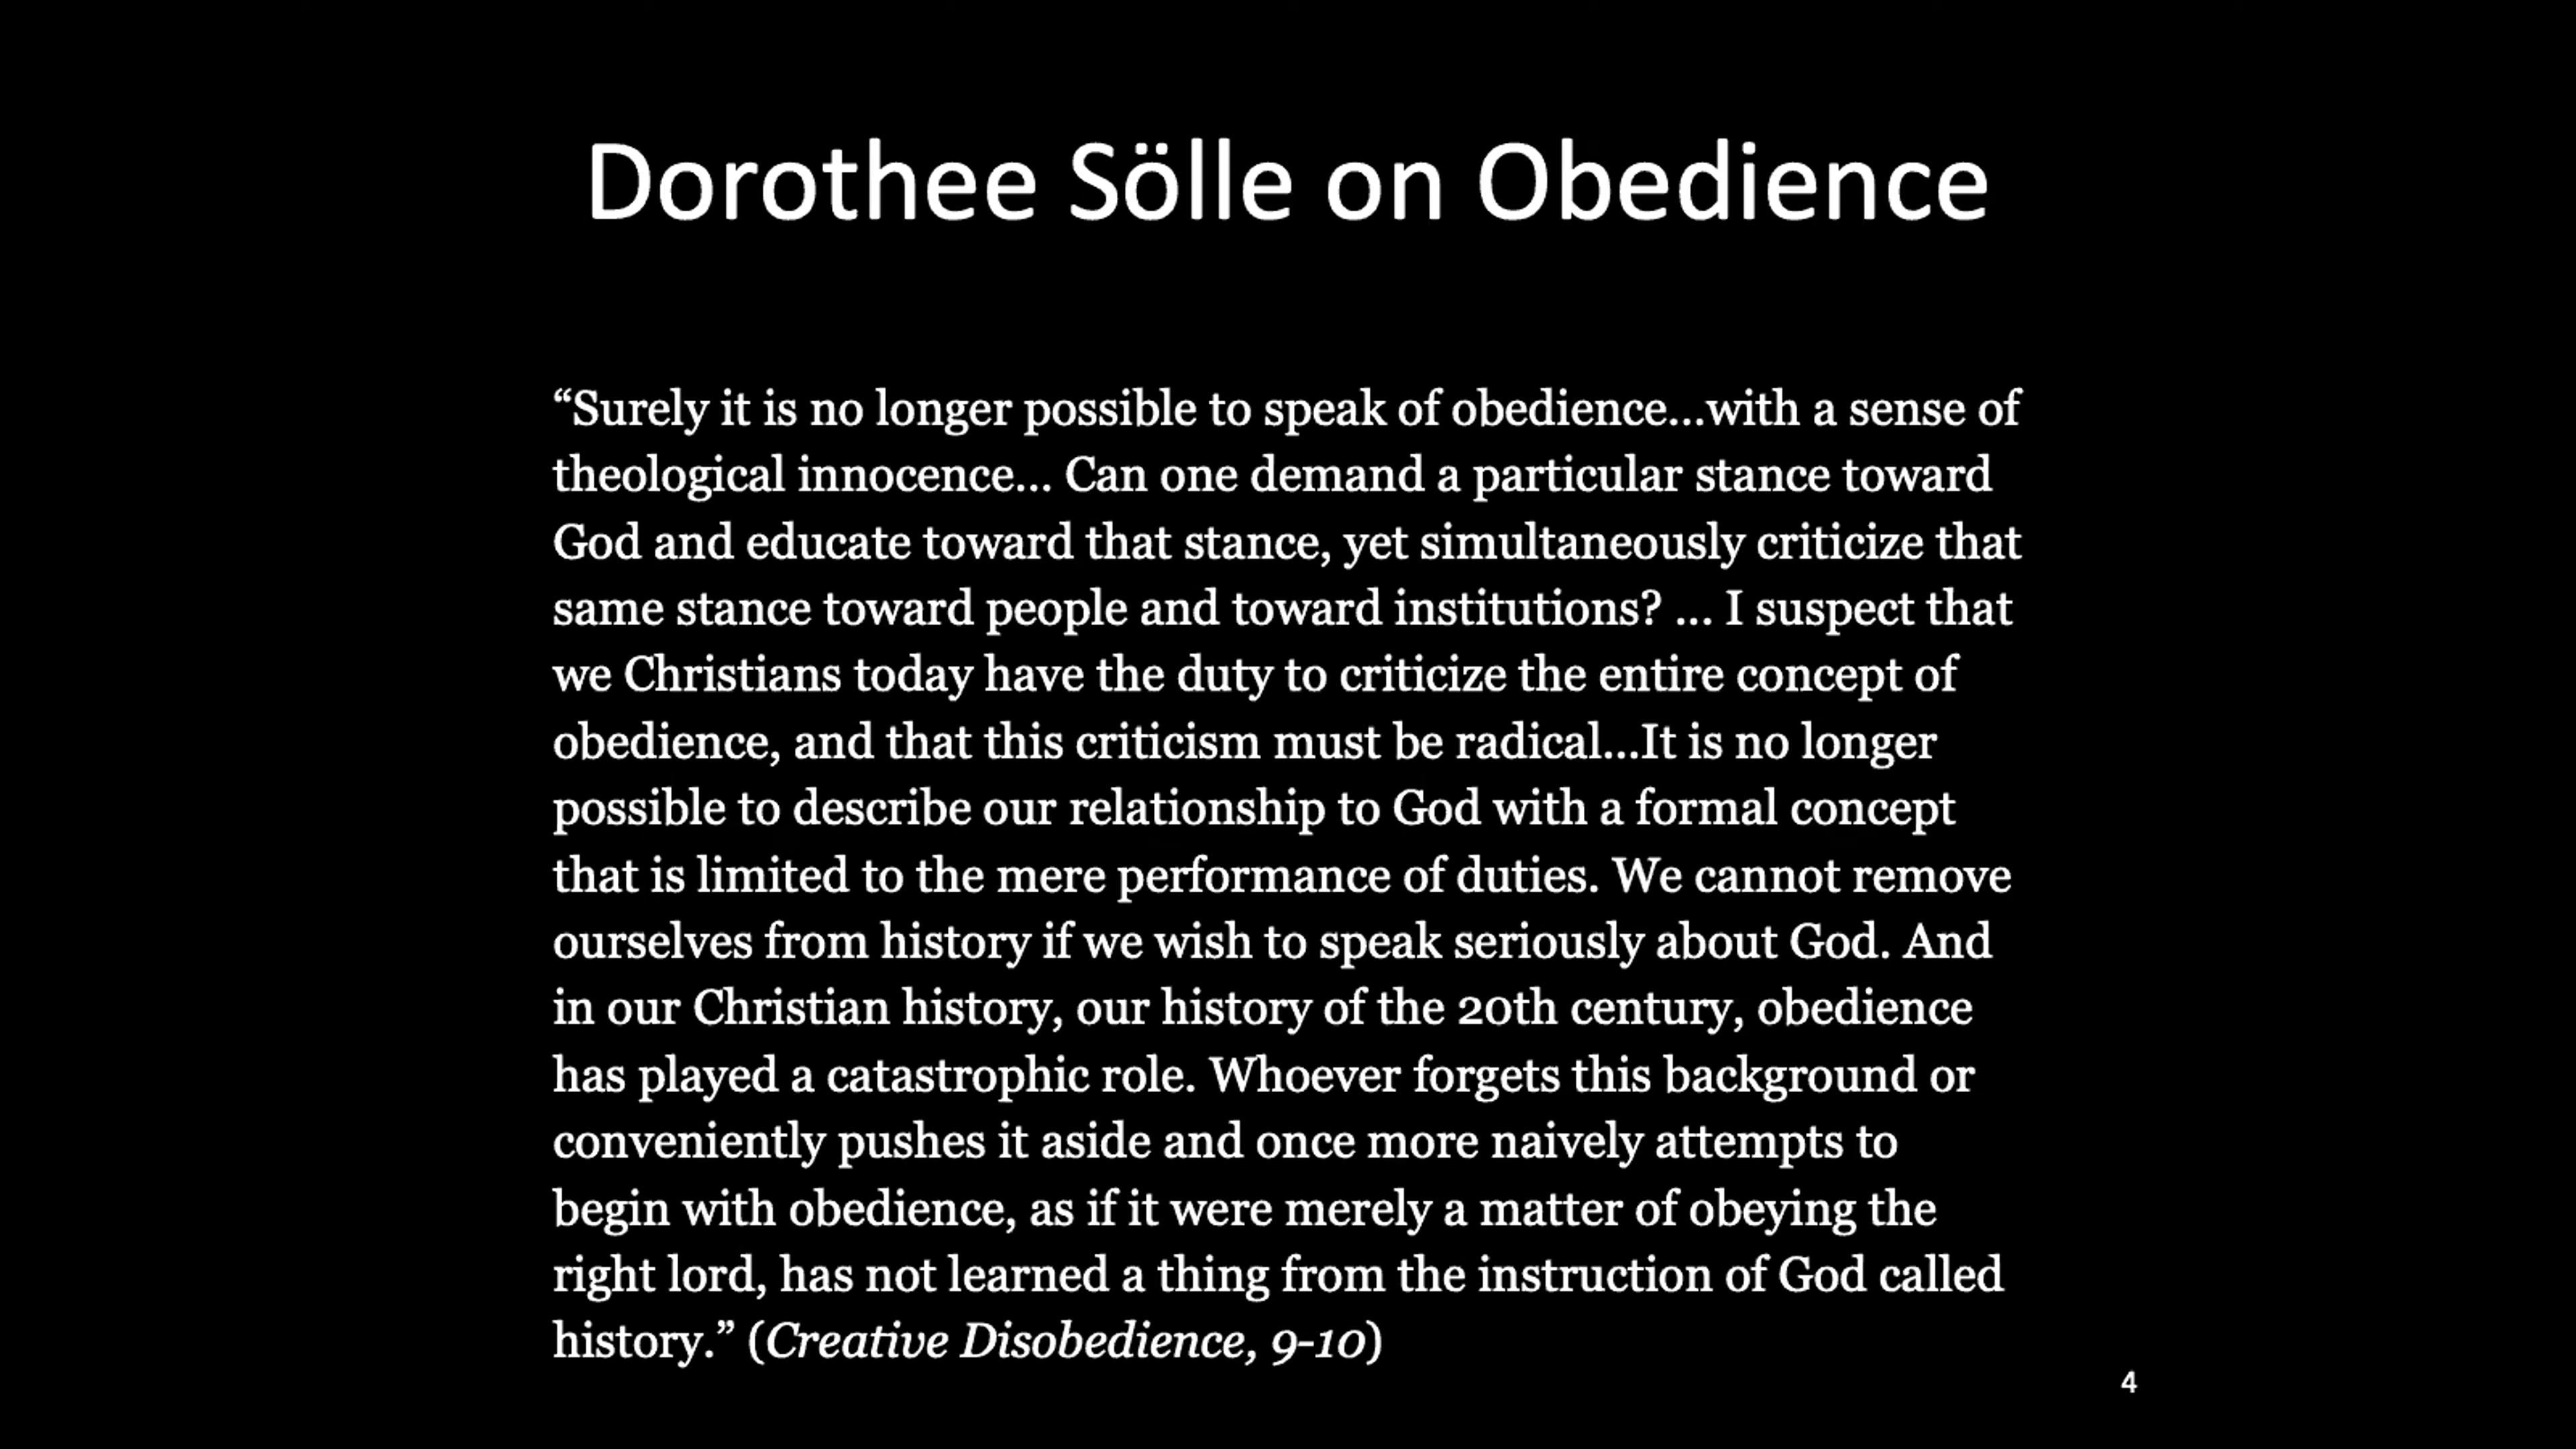 Dorothee Sölle on Obedience
“Surely it is no longer possible to speak of obedience...with a sense of
theological innocence... Can one demand a particular stance toward
God and educate toward that stance, yet simultaneously criticize that
same stance toward people and toward institutions? ... I suspect that
we Christians today have the duty to criticize the entire concept of
obedience, and that this criticism must be radical...It is no longer
possible to describe our relationship to God with a formal concept
that is limited to the mere performance of duties. We cannot remove
ourselves from history if we wish to speak seriously about God. And
in our Christian history, our history of the 20th century, obedience
has played a catastrophic role. Whoever forgets this background or
conveniently pushes it aside and once more naively attempts to
begin with obedience, as if it were merely a matter of obeying the
right lord, has not learned a thing from the instruction of God called
history.” (Creative Disobedience, 9-10)
4